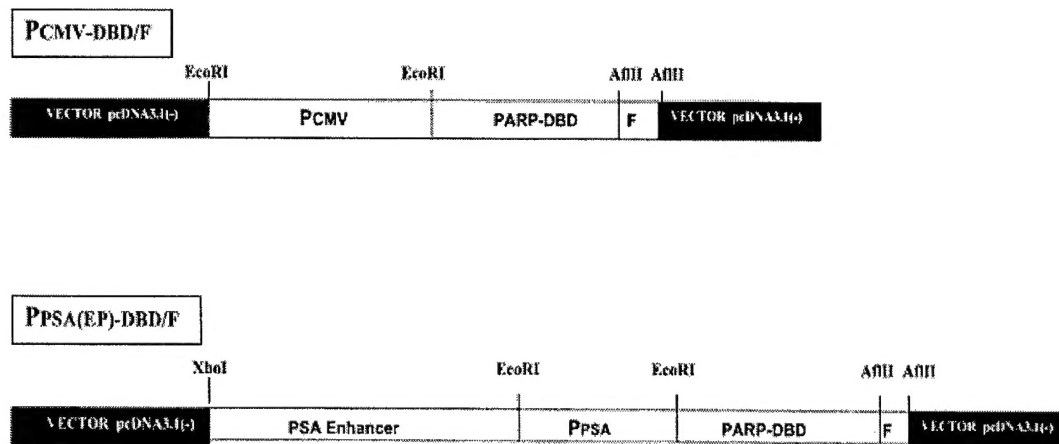 PCMV-DBD/F
EcoRI EcoRI AflII AflII
VECTOR pcDNA3.1(-) PCMV PARP-DBD F VECTOR pcDNA3.1(-)
PPSA(EP)-DBD/F
XhoI EcoRI EcoRI AflII AflII
VECTOR pcDNA3.1(-) PSA Enhancer PPSA PARP-DBD F VECTOR pcDNA3.1(-)